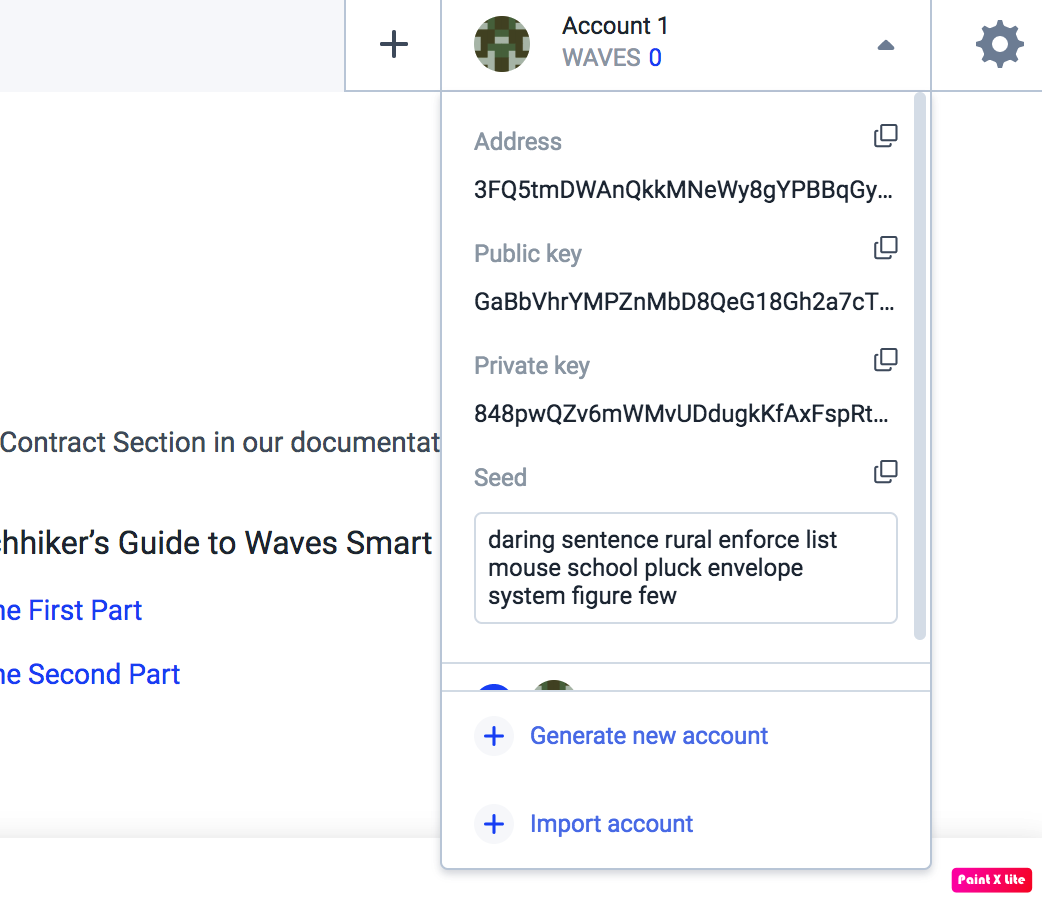 Account 1
WAVES 0
Address
3FQ5tmDWAnQkkMNeWy8gYPBBqGy...
Public key
GaBbVhrYMPZnMbD8QeG18Gh2a7cT...
Private key
848pwQZv6mWMvUDdugkKfAxFspRt...
Seed
daring sentence rural enforce list
mouse school pluck envelope
system figure few
Generate new account
Import account
Contract Section in our documentat
chhiker’s Guide to Waves Smart
he First Part
he Second Part
Paint X lite